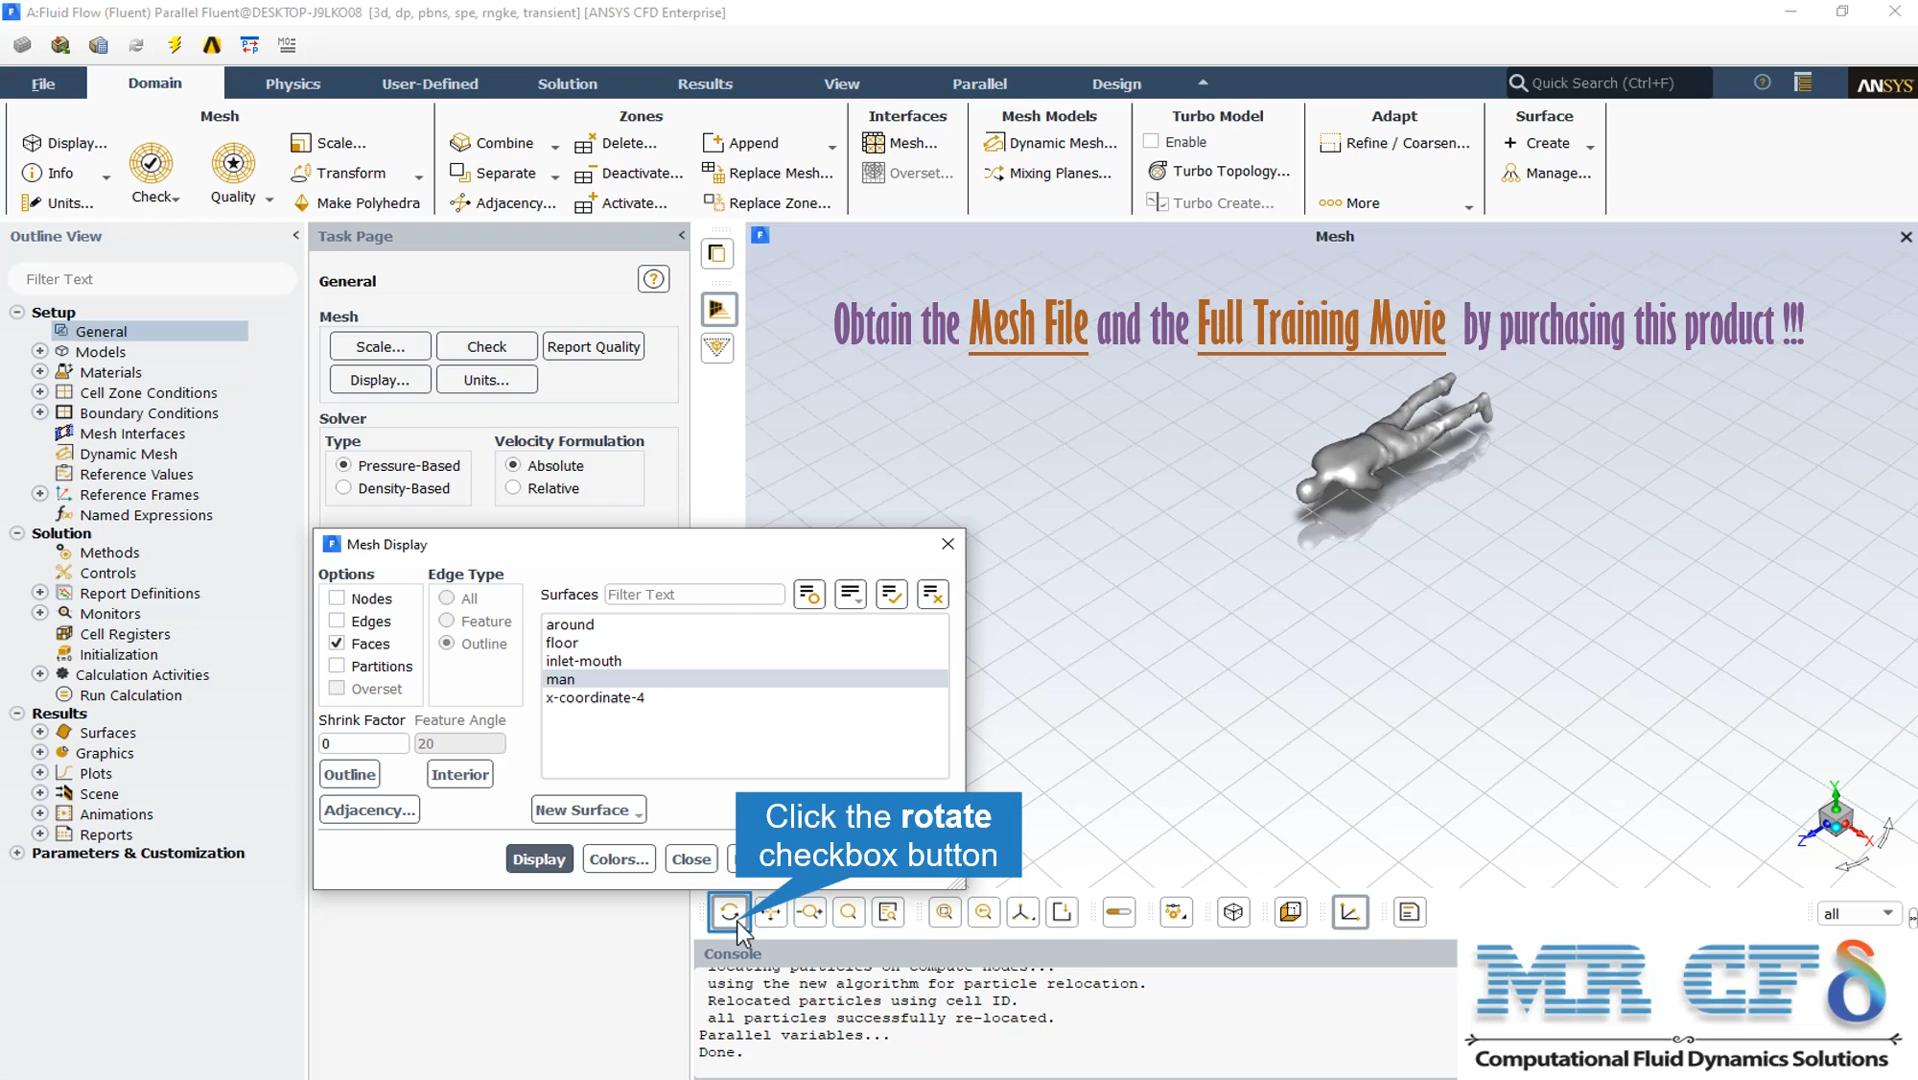 A:Fluid Flow (Fluent) Parallel Fluent@DESKTOP-J9LKO08 [3d, dp, pbns, spe, rngke, transient] [ANSYS CFD Enterprise]
File Domain Physics User-Defined Solution Results View Parallel Design Quick Search (Ctrl+F) ANSYS
Mesh Zones Interfaces Mesh Models Turbo Model Adapt Surface
Display... Scale... Combine Delete... Append Mesh... Dynamic Mesh... Enable Refine / Coarsen... + Create
Info Transform Separate Deactivate... Replace Mesh... Overset... Mixing Planes... Turbo Topology... Manage...
Units... Check Quality Make Polyhedra Adjacency... Activate... Replace Zone... Turbo Create... More
Outline View
Filter Text
Setup
General
Models
Materials
Cell Zone Conditions
Boundary Conditions
Mesh Interfaces
Dynamic Mesh
Reference Values
Reference Frames
Named Expressions
Solution
Methods
Controls
Report Definitions
Monitors
Cell Registers
Initialization
Calculation Activities
Run Calculation
Results
Surfaces
Graphics
Plots
Scene
Animations
Reports
Parameters & Customization
Task Page
General
Mesh
Scale... Check Report Quality
Display... Units...
Solver
Type Velocity Formulation
Pressure-Based Absolute
Density-Based Relative
Mesh
Obtain the Mesh File and the Full Training Movie by purchasing this product !!!
Mesh Display
Options Edge Type
Nodes All
Edges Feature
Faces Outline
Partitions
Overset
Shrink Factor Feature Angle
0 20
Outline Interior
Adjacency...
Surfaces Filter Text
around
floor
inlet-mouth
man
x-coordinate-4
New Surface
Display Colors... Close
Click the rotate
checkbox button
Y
Z X
all
Console
locating particles on compute nodes...
using the new algorithm for particle relocation.
Relocated particles using cell ID.
all particles successfully re-located.
Parallel variables...
Done.
MR CFδ
Computational Fluid Dynamics Solutions